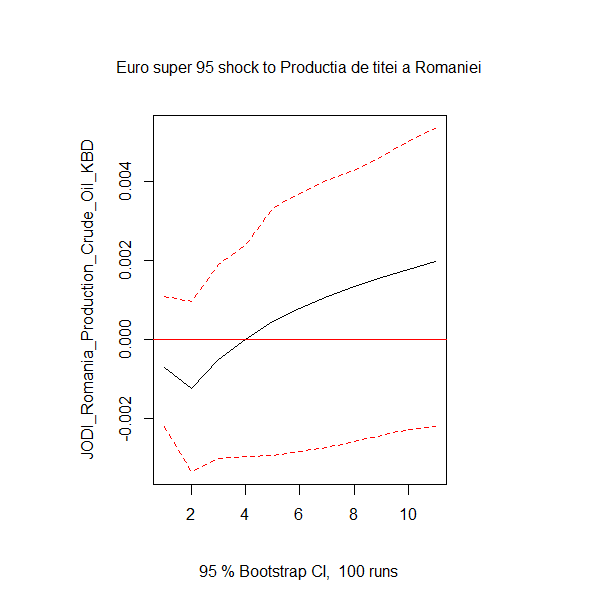 Euro super 95 shock to Productia de titei a Romaniei
JODI_Romania_Production_Crude_Oil_KBD
0.004
0.002
0.000
-0.002
2 4 6 8 10
95 % Bootstrap CI, 100 runs